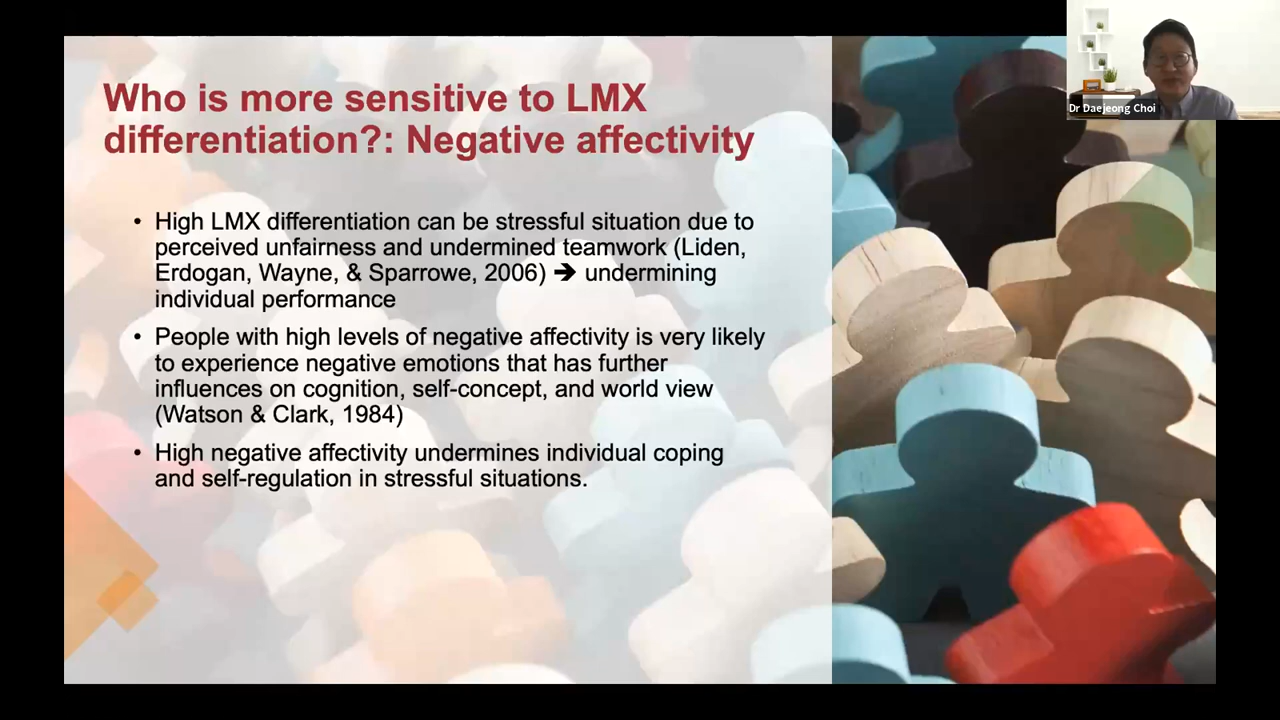 Who is more sensitive to LMX
differentiation?: Negative affectivity
• High LMX differentiation can be stressful situation due to
perceived unfairness and undermined teamwork (Liden,
Erdogan, Wayne, & Sparrowe, 2006) ➔ undermining
individual performance
• People with high levels of negative affectivity is very likely
to experience negative emotions that has further
influences on cognition, self-concept, and world view
(Watson & Clark, 1984)
• High negative affectivity undermines individual coping
and self-regulation in stressful situations.
Dr Daejeong Choi